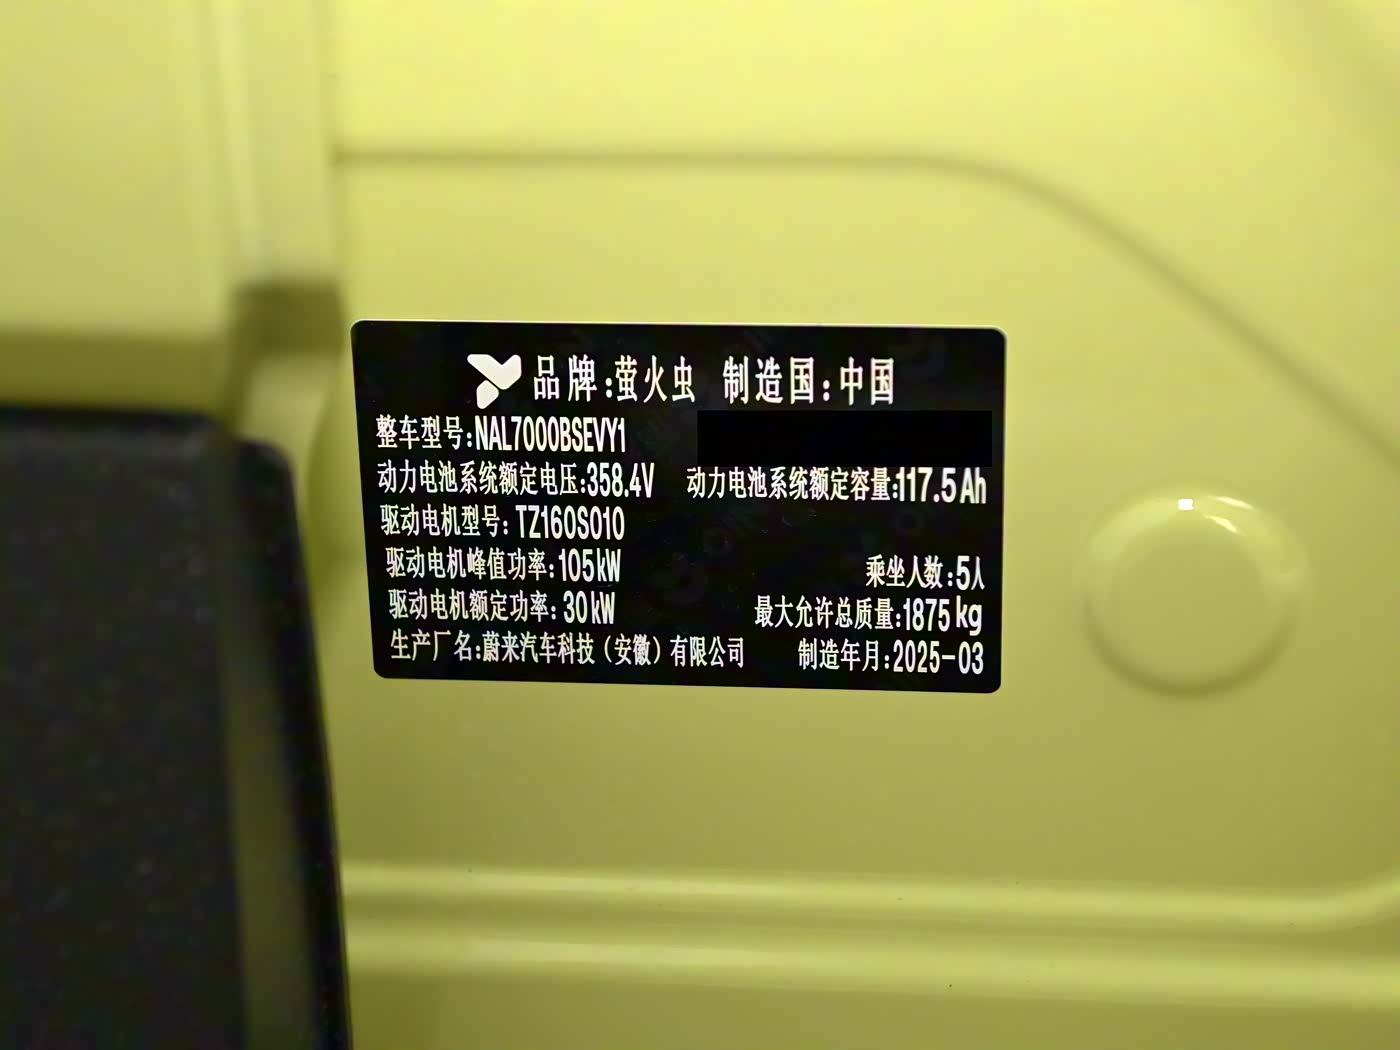 品牌:萤火虫 制造国:中国
整车型号:NAL7000BSEVY1
动力电池系统额定电压:358.4V 动力电池系统额定容量:117.5Ah
驱动电机型号:TZ160S010
驱动电机峰值功率:105kW 乘坐人数:5人
驱动电机额定功率:30kW 最大允许总质量:1875kg
生产厂名:蔚来汽车科技（安徽）有限公司 制造年月:2025-03